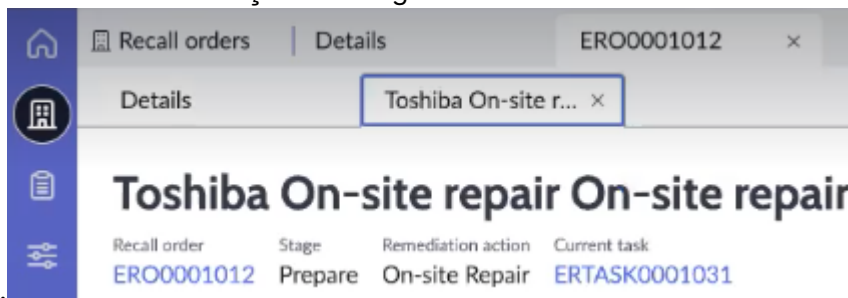 Recall orders Details ERO0001012
Details Toshiba On-site r...
Toshiba On-site repair On-site repair
Recall order Stage Remediation action Current task
ERO0001012 Prepare On-site Repair ERTASK0001031